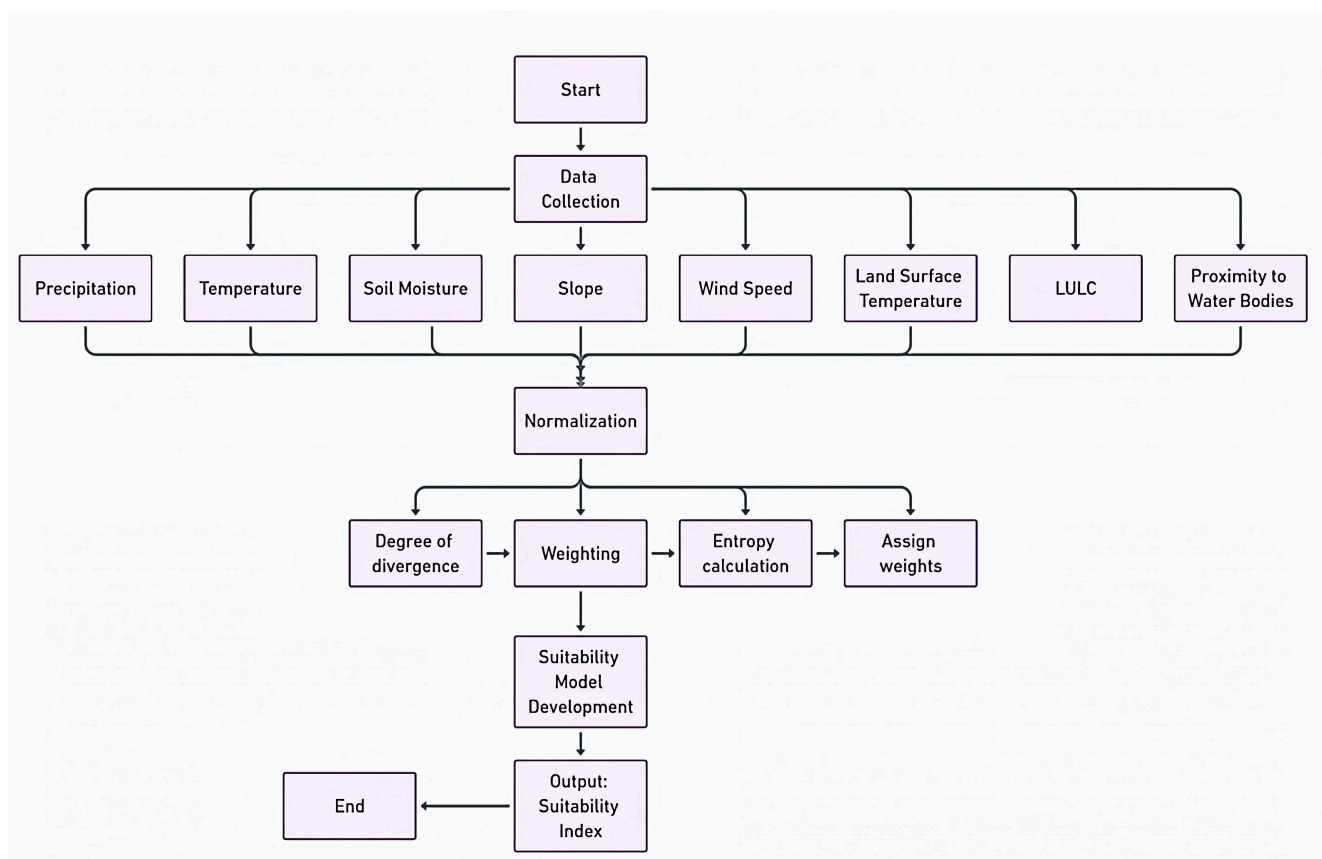 Start
Data
Collection
Precipitation
Temperature
Soil Moisture
Slope
Wind Speed
Land Surface
Temperature
LULC
Proximity to
Water Bodies
Normalization
Degree of
divergence
Weighting
Entropy
calculation
Assign
weights
Suitability
Model
Development
Output:
Suitability
Index
End